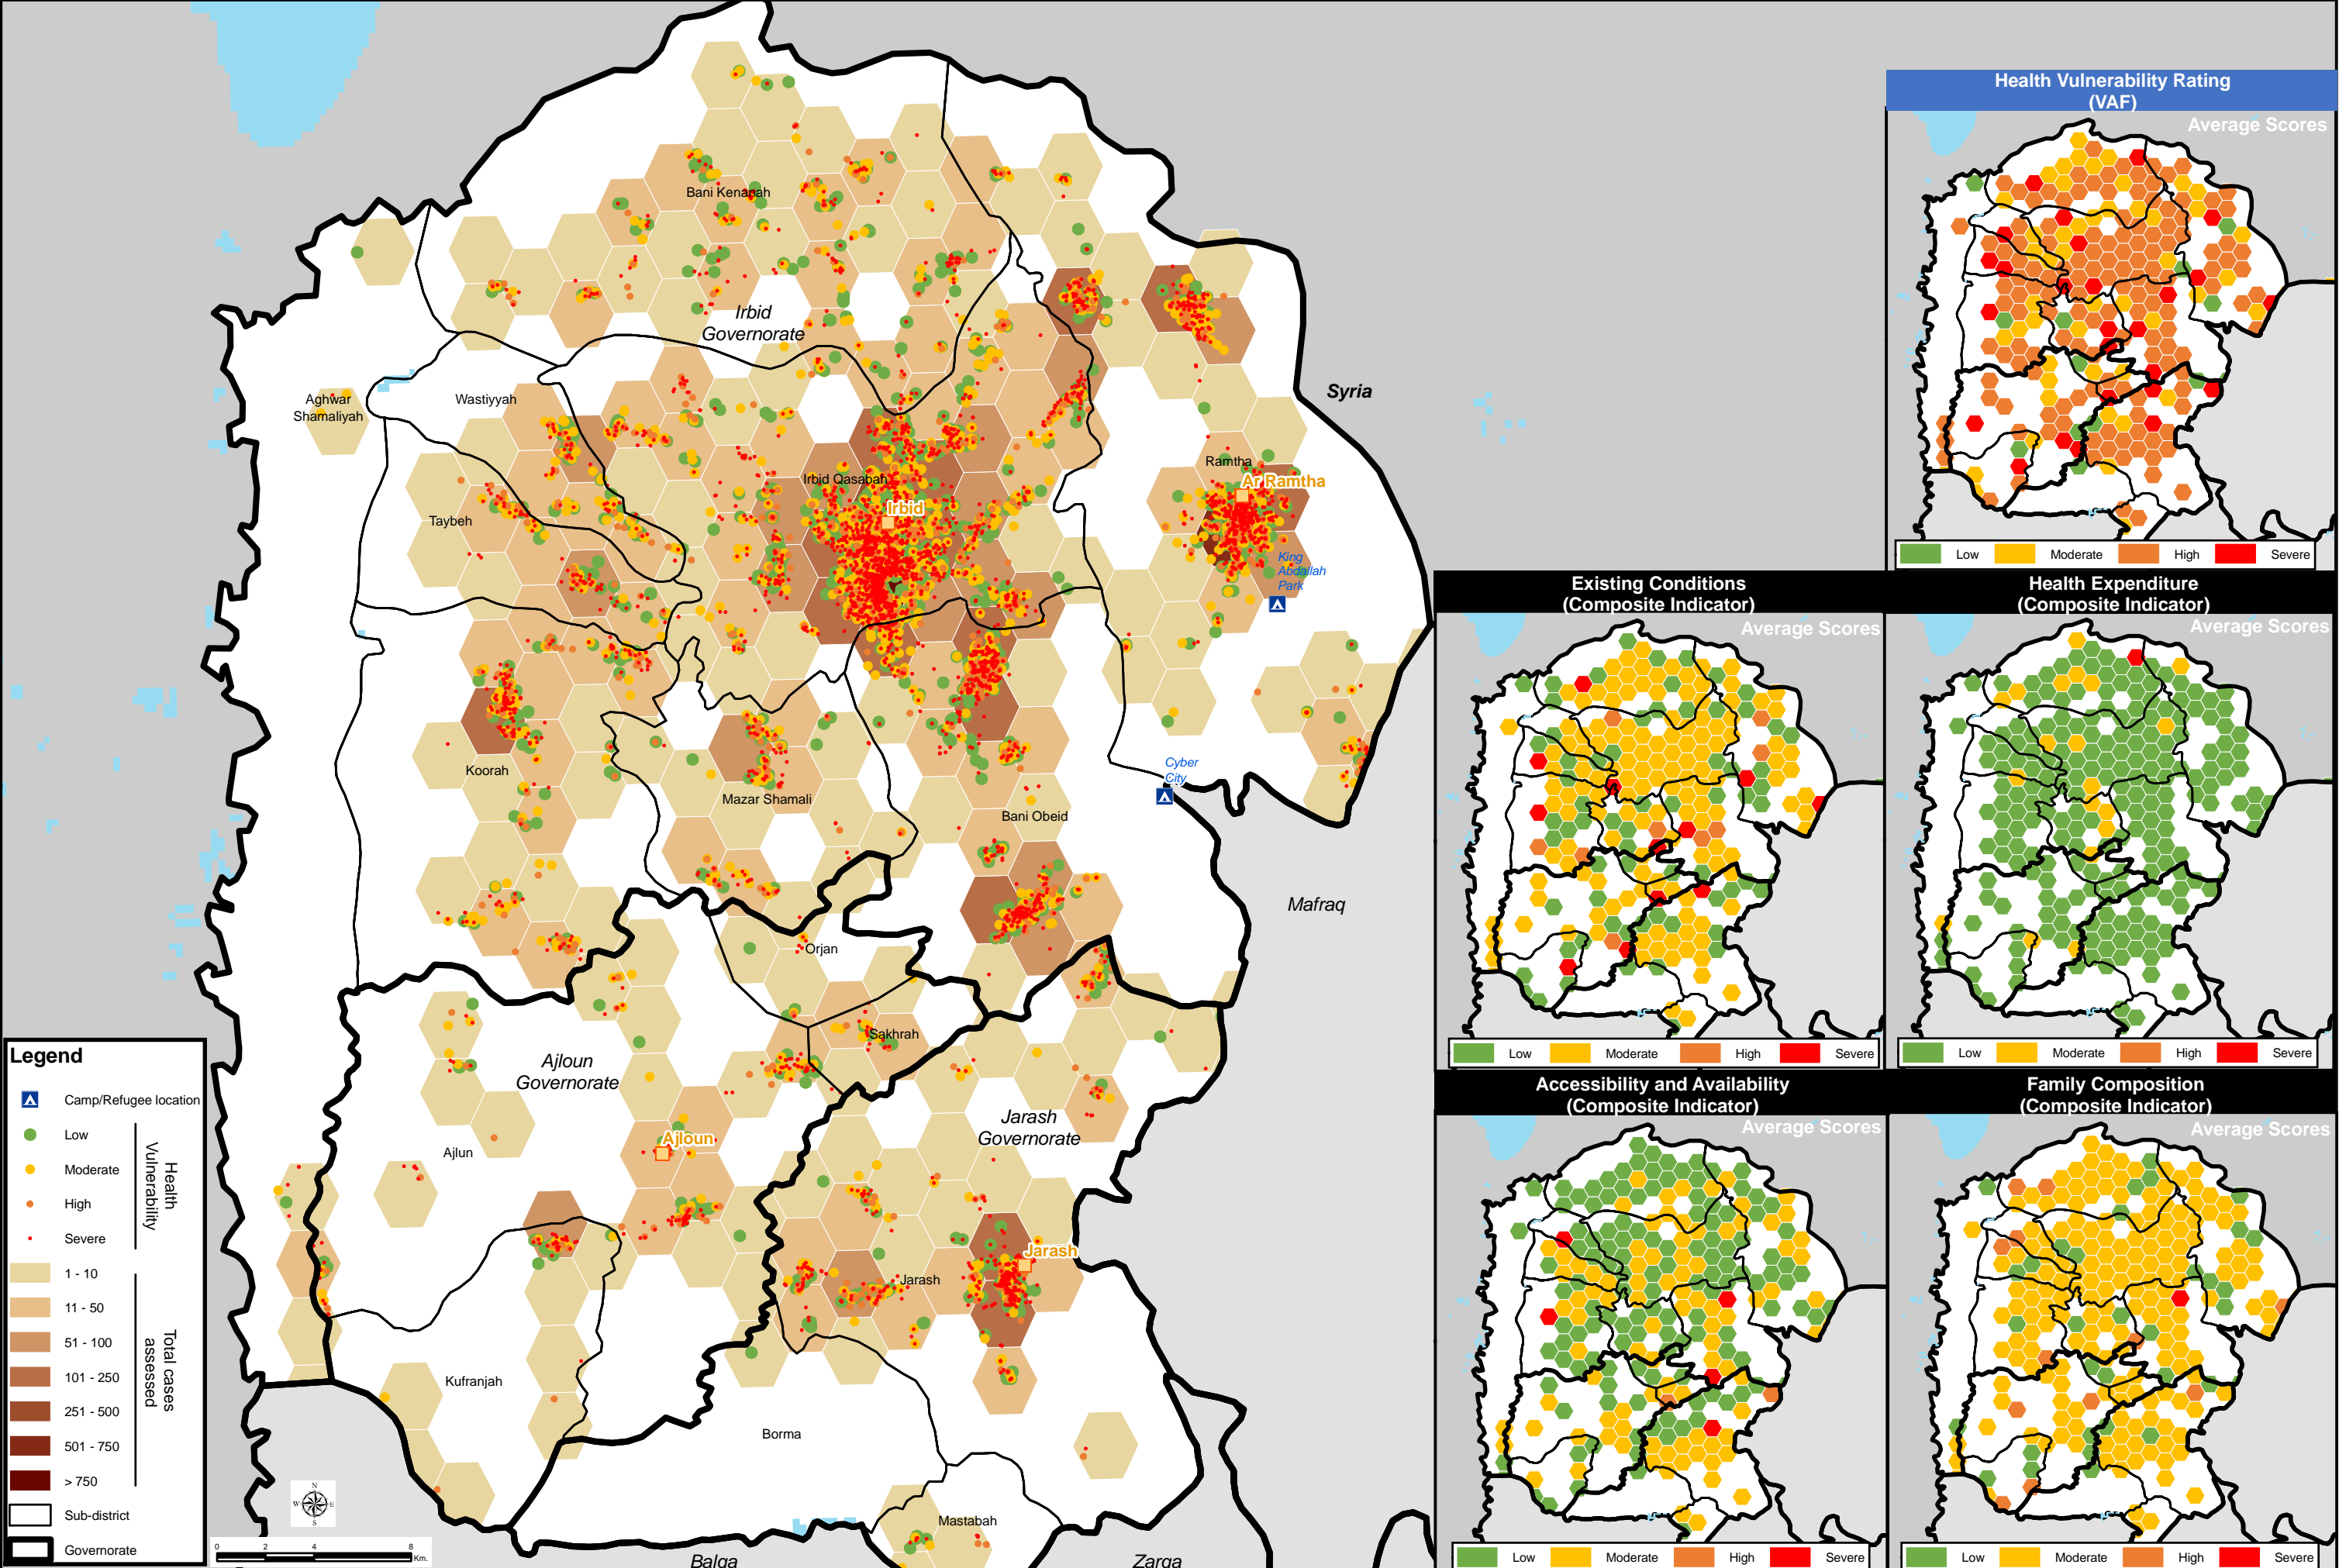 Bani Kenanah
Irbid
Governorate
Syria
Aghwar
Shamaliyah
Wastiyyah
Ramtha
Ar Ramtha
Irbid Qasabah
Irbid
Taybeh
King
Abdallah
Park
Koorah
Cyber
City
Mazar Shamali
Bani Obeid
Mafraq
Orjan
Sakhrah
Ajloun
Governorate
Jarash
Governorate
Ajloun
Ajlun
Jarash
Jarash
Kufranjah
Borma
Mastabah
Balqa
Zarqa
Legend
Camp/Refugee location
Low
Moderate
High
Severe
Health
Vulnerability
1 - 10
11 - 50
51 - 100
101 - 250
251 - 500
501 - 750
> 750
Total cases
assessed
Sub-district
Governorate
N
W E
S
0 2 4 8
Km.
Health Vulnerability Rating
(VAF)
Average Scores
Low Moderate High Severe
Existing Conditions
(Composite Indicator)
Average Scores
Low Moderate High Severe
Health Expenditure
(Composite Indicator)
Average Scores
Low Moderate High Severe
Accessibility and Availability
(Composite Indicator)
Average Scores
Low Moderate High Severe
Family Composition
(Composite Indicator)
Average Scores
Low Moderate High Severe